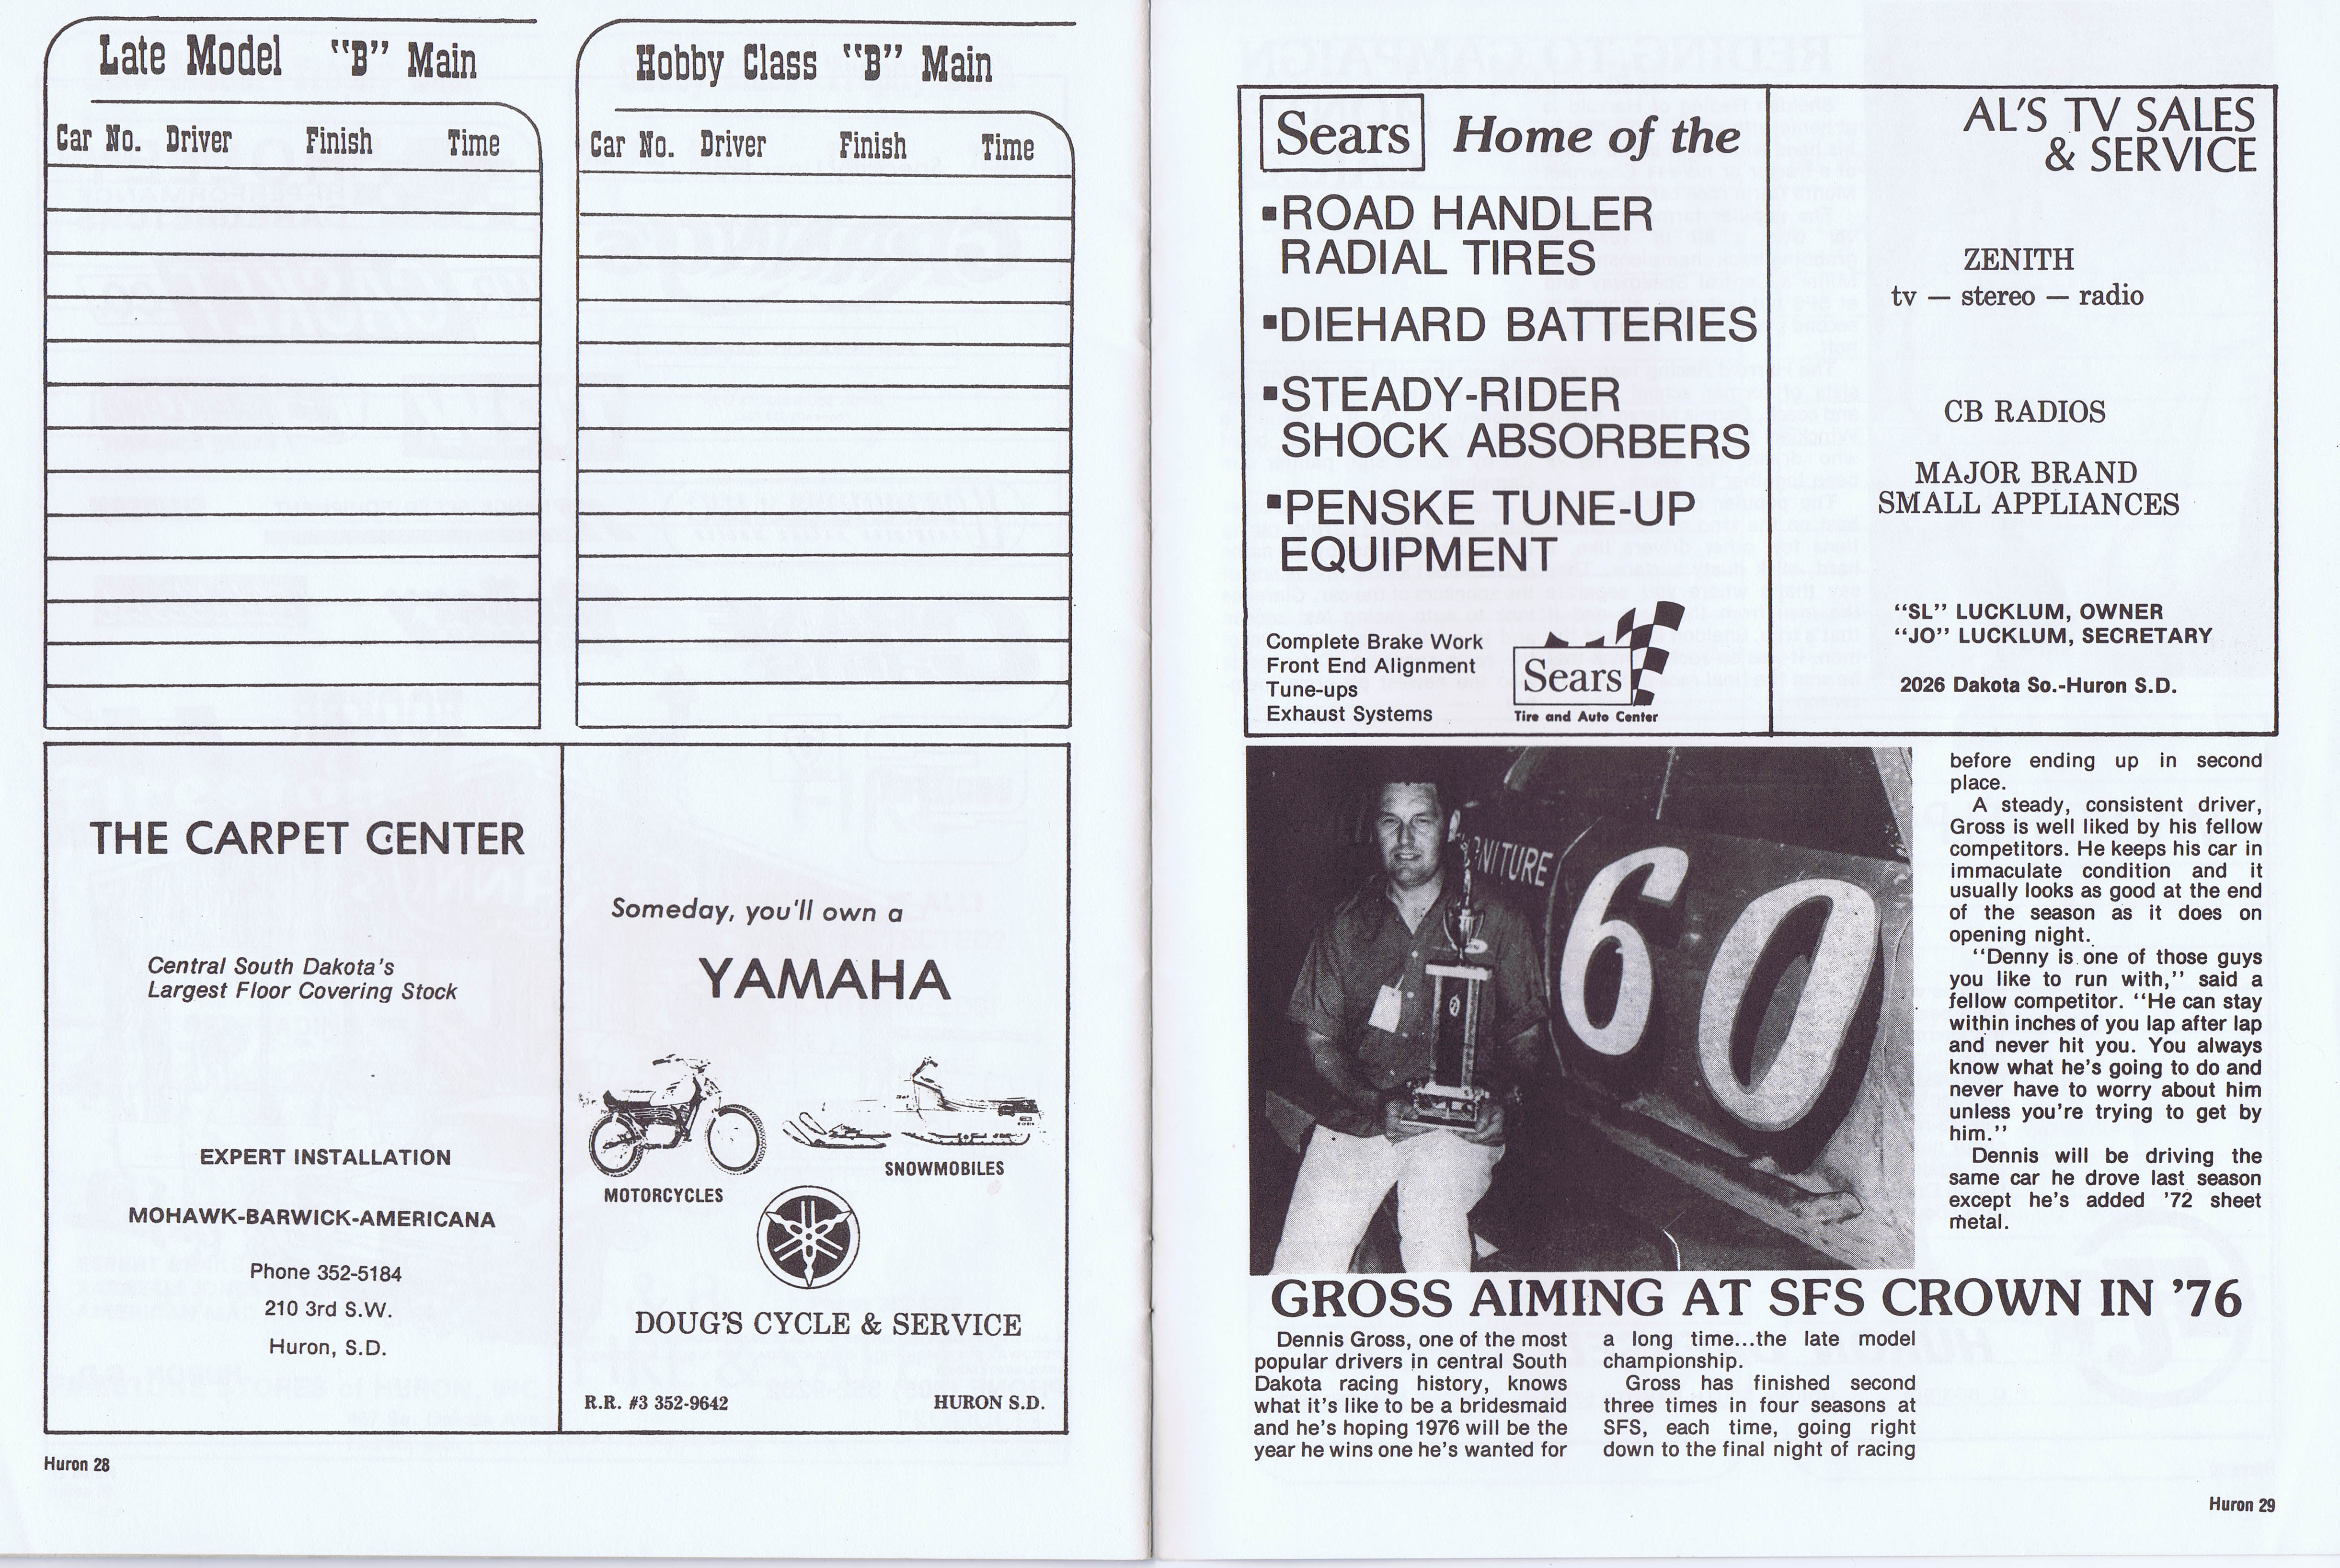 Late Model "B" Main
Car No. Driver Finish Time
Hobby Class "B" Main
Car No. Driver Finish Time
THE CARPET CENTER
Central South Dakota's
Largest Floor Covering Stock
EXPERT INSTALLATION
MOHAWK-BARWICK-AMERICANA
Phone 352-5184
210 3rd S.W.
Huron, S.D.
Someday, you'll own a
YAMAHA
MOTORCYCLES
SNOWMOBILES
DOUG'S CYCLE & SERVICE
R.R. #3 352-9642 HURON S.D.
Huron 28
Sears Home of the
▪ROAD HANDLER
RADIAL TIRES
▪DIEHARD BATTERIES
▪STEADY-RIDER
SHOCK ABSORBERS
▪PENSKE TUNE-UP
EQUIPMENT
Complete Brake Work
Front End Alignment
Tune-ups
Exhaust Systems
Sears
Tire and Auto Center
AL'S TV SALES
& SERVICE
ZENITH
tv — stereo — radio
CB RADIOS
MAJOR BRAND
SMALL APPLIANCES
"SL" LUCKLUM, OWNER
"JO" LUCKLUM, SECRETARY
2026 Dakota So.-Huron S.D.
NITURE
60
GROSS AIMING AT SFS CROWN IN '76
Dennis Gross, one of the most
popular drivers in central South
Dakota racing history, knows
what it's like to be a bridesmaid
and he's hoping 1976 will be the
year he wins one he's wanted for
a long time...the late model
championship.
Gross has finished second
three times in four seasons at
SFS, each time, going right
down to the final night of racing
before ending up in second
place.
A steady, consistent driver,
Gross is well liked by his fellow
competitors. He keeps his car in
immaculate condition and it
usually looks as good at the end
of the season as it does on
opening night.
''Denny is one of those guys
you like to run with,'' said a
fellow competitor. ''He can stay
within inches of you lap after lap
and never hit you. You always
know what he's going to do and
never have to worry about him
unless you're trying to get by
him.''
Dennis will be driving the
same car he drove last season
except he's added '72 sheet
metal.
Huron 29